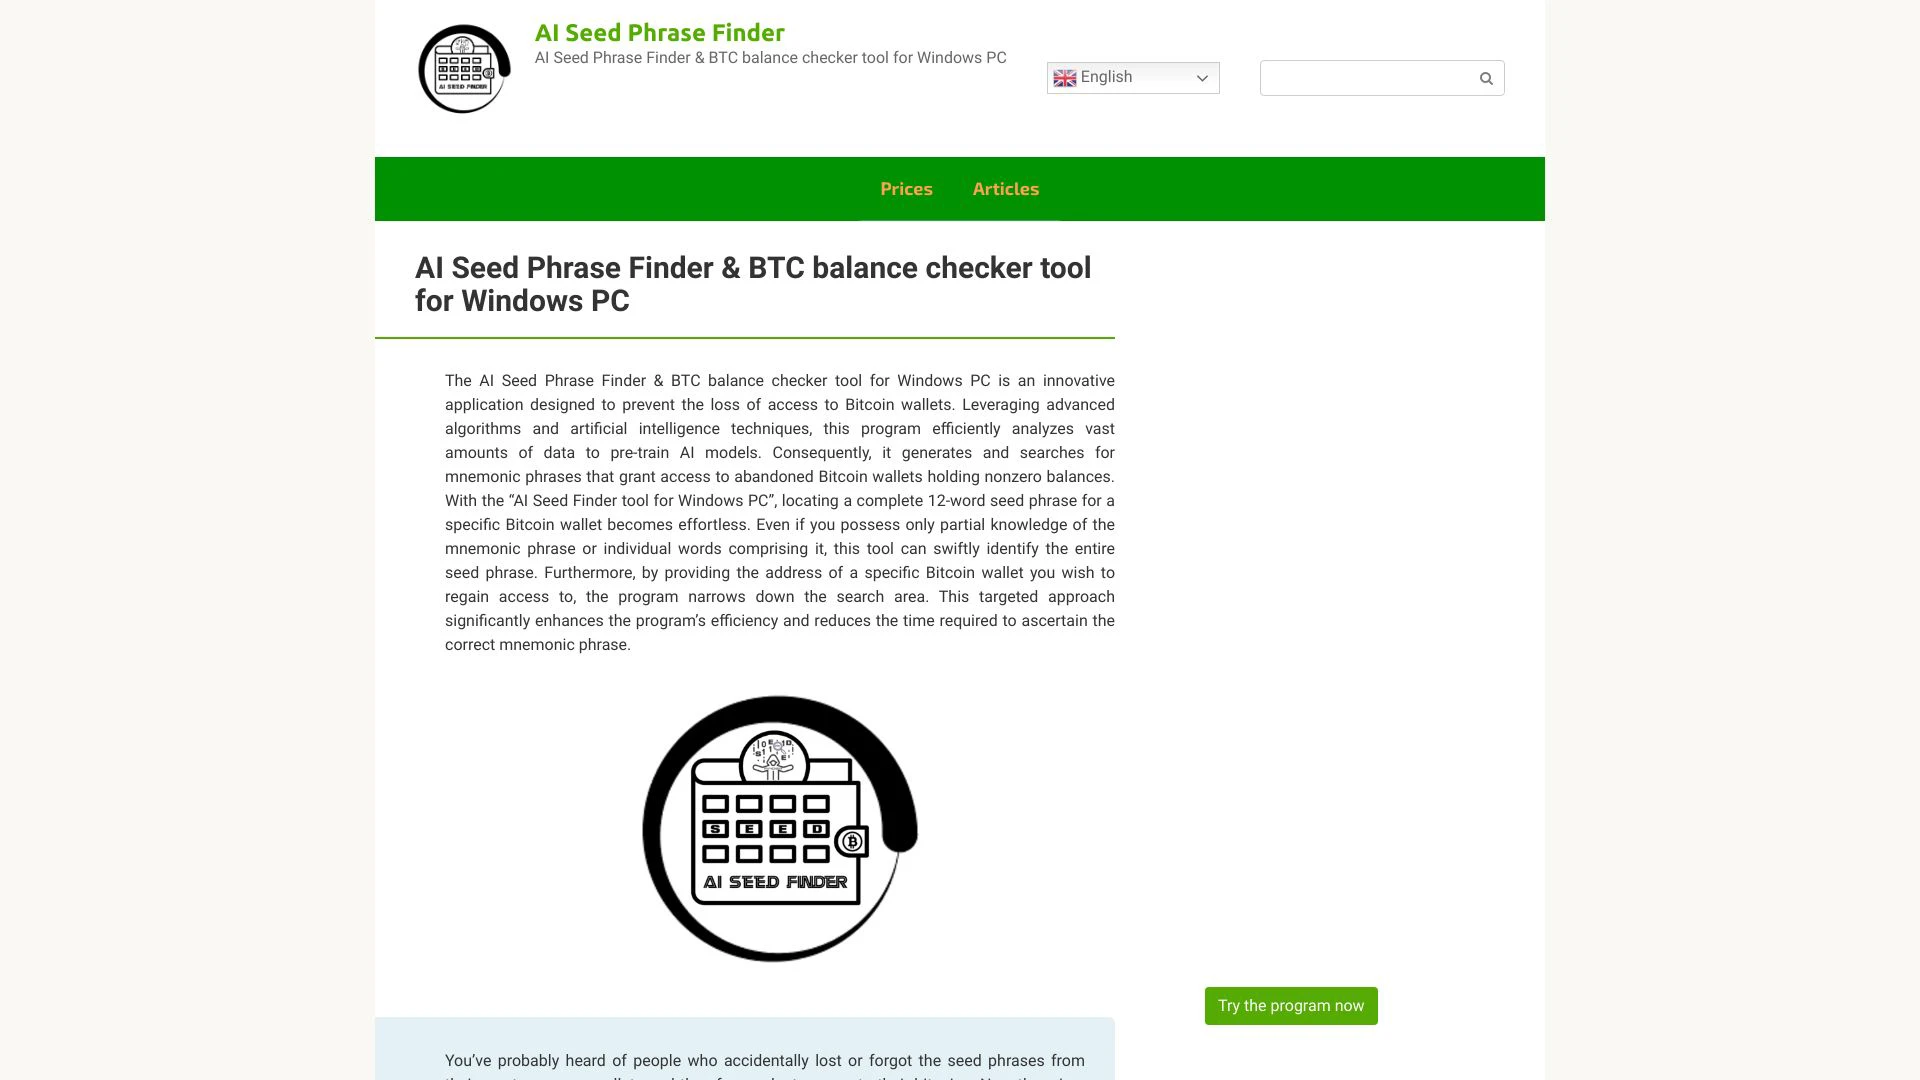 AI Seed Phrase Finder
AI Seed Phrase Finder & BTC balance checker tool for Windows PC
English
AI SEED FINDER
Prices
Articles
AI Seed Phrase Finder & BTC balance checker tool
for Windows PC
The AI Seed Phrase Finder & BTC balance checker tool for Windows PC is an innovative
application designed to prevent the loss of access to Bitcoin wallets. Leveraging advanced
algorithms and artificial intelligence techniques, this program efficiently analyzes vast
amounts of data to pre-train AI models. Consequently, it generates and searches for
mnemonic phrases that grant access to abandoned Bitcoin wallets holding nonzero balances.
With the “AI Seed Finder tool for Windows PC”, locating a complete 12-word seed phrase for a
specific Bitcoin wallet becomes effortless. Even if you possess only partial knowledge of the
mnemonic phrase or individual words comprising it, this tool can swiftly identify the entire
seed phrase. Furthermore, by providing the address of a specific Bitcoin wallet you wish to
regain access to, the program narrows down the search area. This targeted approach
significantly enhances the program’s efficiency and reduces the time required to ascertain the
correct mnemonic phrase.
SEED
AI SEED FINDER
Try the program now
You’ve probably heard of people who accidentally lost or forgot the seed phrases from